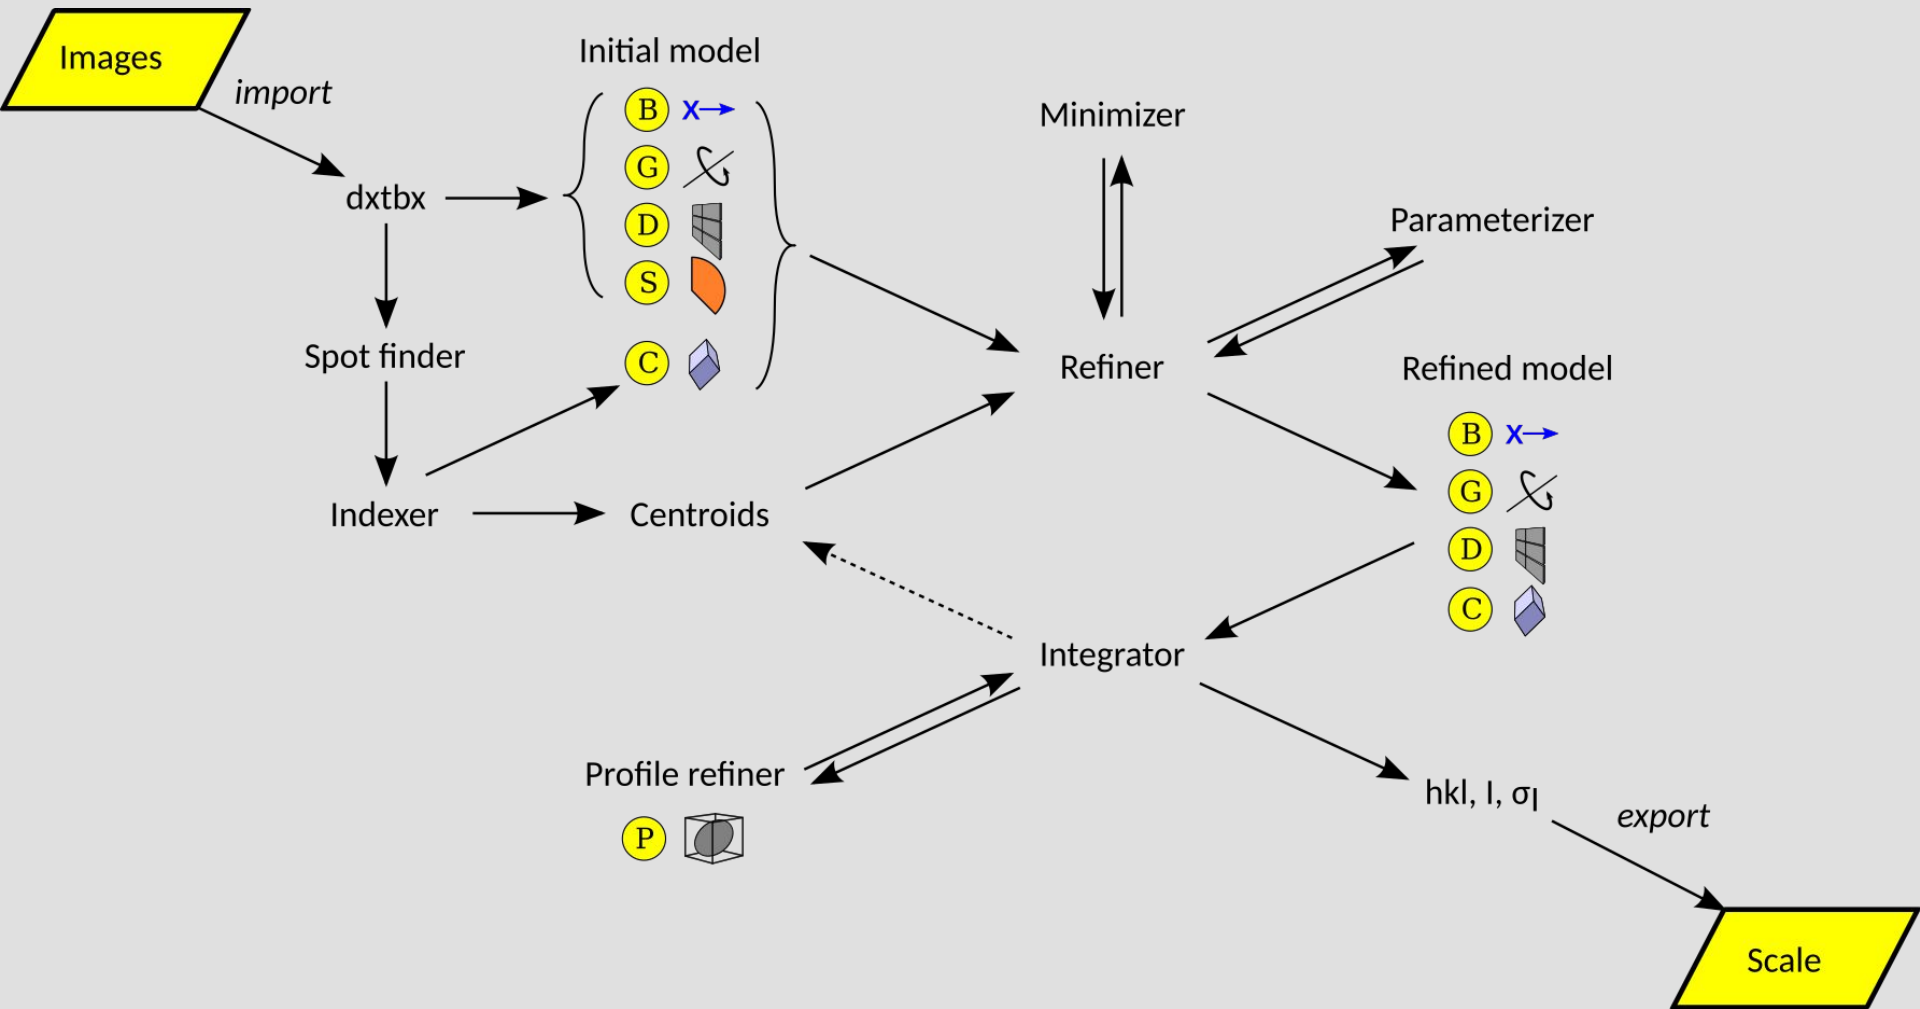 Images
import
Initial model
B x
G
D
S
C
dxtbx
Spot finder
Indexer
Centroids
Minimizer
Parameterizer
Refiner
Refined model
B x
G
D
C
Integrator
Profile refiner
P
hkl, I, σI
export
Scale